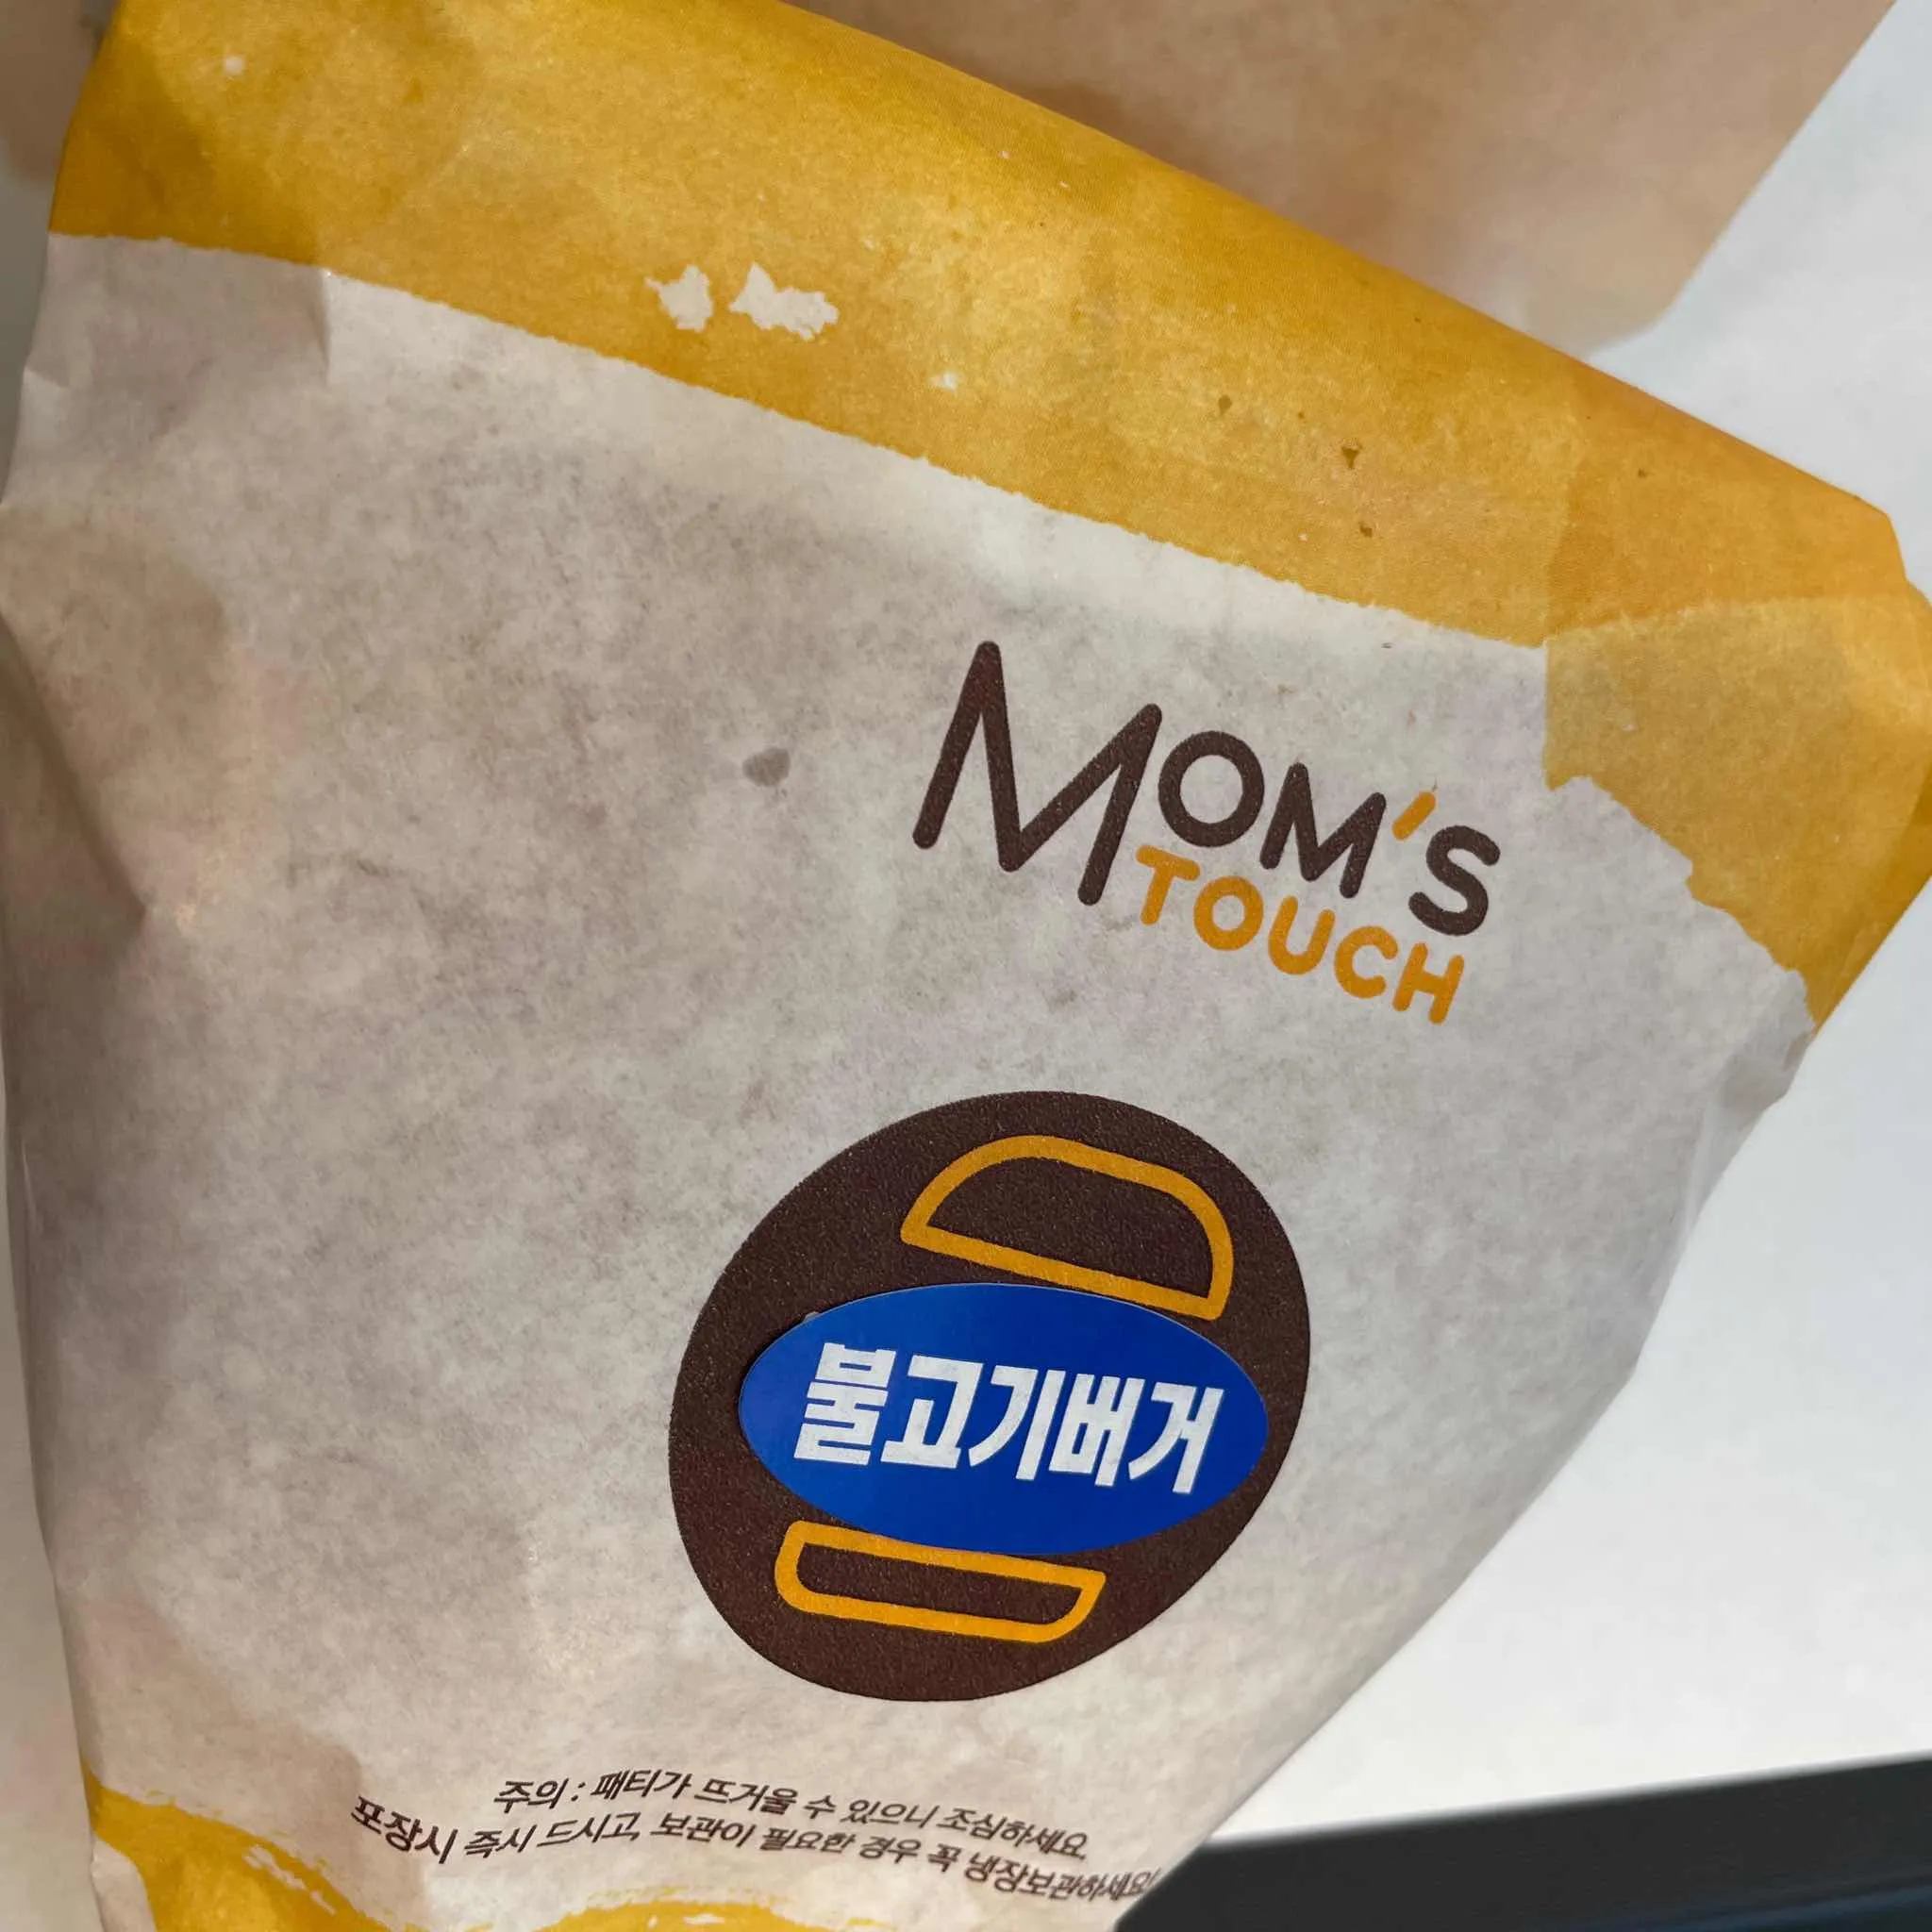 MOM'S
TOUCH
불고기버거
주의 : 패티가 뜨거울 수 있으니 조심하세요.
포장시 즉시 드시고, 보관이 필요한 경우 꼭 냉장보관하세요!